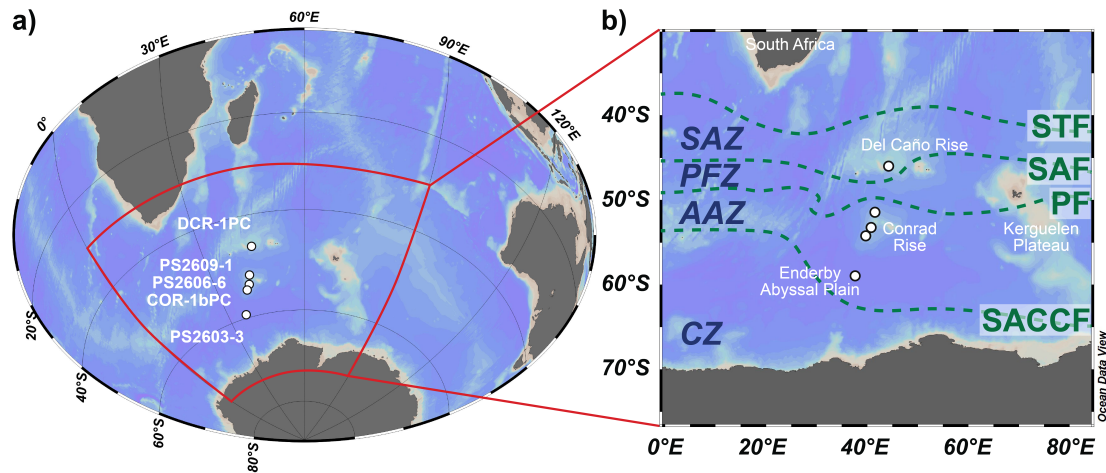 a)
60°E
30°E
90°E
0°
120°E
DCR-1PC
PS2609-1
PS2606-6
COR-1bPC
PS2603-3
20°S
40°S
60°S
80°S
b)
South Africa
40°S
STF
SAZ
Del Caño Rise
SAF
PFZ
50°S
PF
AAZ
Conrad
Rise
Kerguelen
Plateau
Enderby
Abyssal Plain
60°S
SACCF
CZ
70°S
0°E
20°E
40°E
60°E
80°E
Ocean Data View